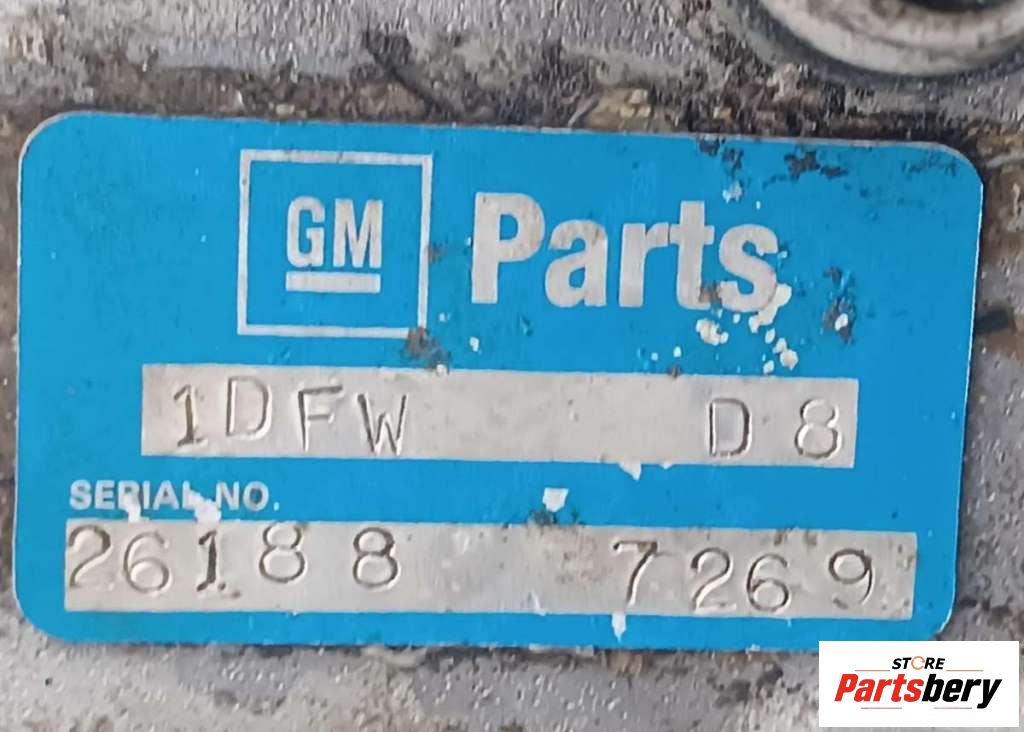 GM Parts
1DFW D8
SERIAL NO.
26188 7269
STORE
Partsbery